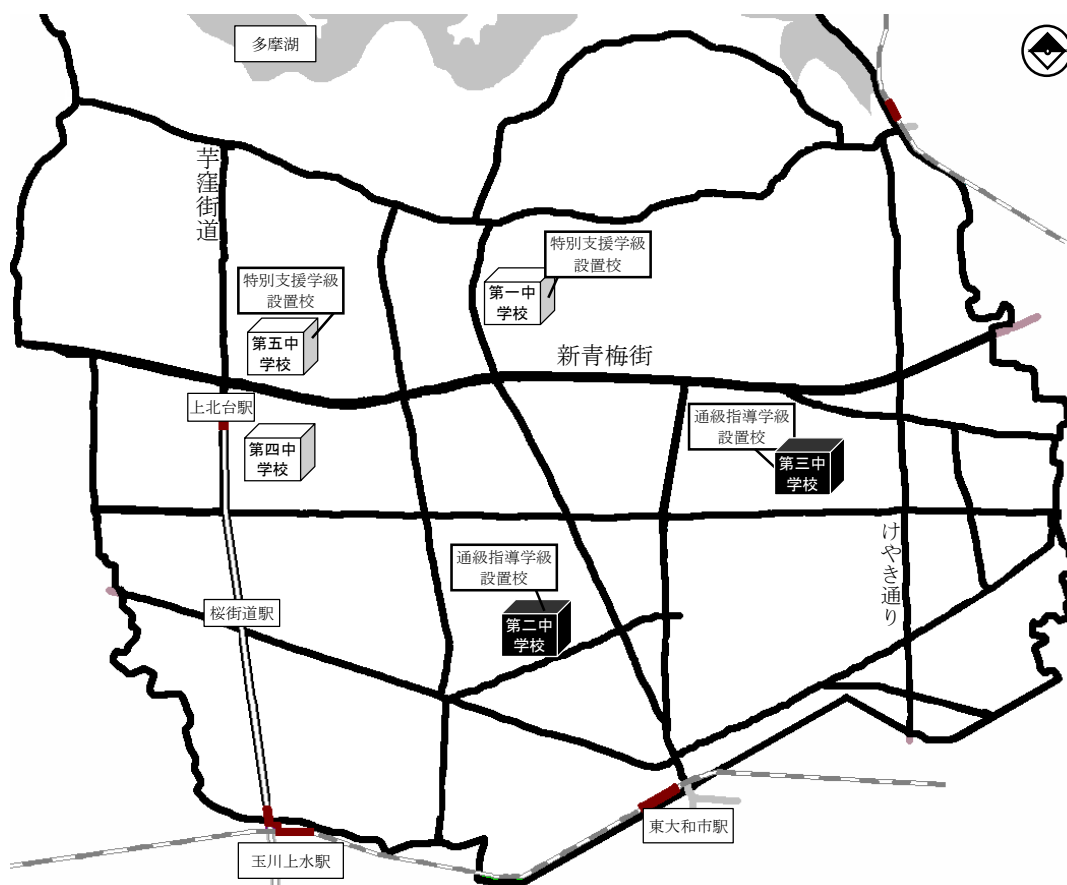 多摩湖
芋窪街道
特別支援学級
設置校
第一中
学校
特別支援学級
設置校
第五中
学校
新青梅街
上北台駅
第四中
学校
通級指導学級
設置校
第三中
学校
けやき通り
通級指導学級
設置校
第二中
学校
桜街道駅
東大和市駅
玉川上水駅